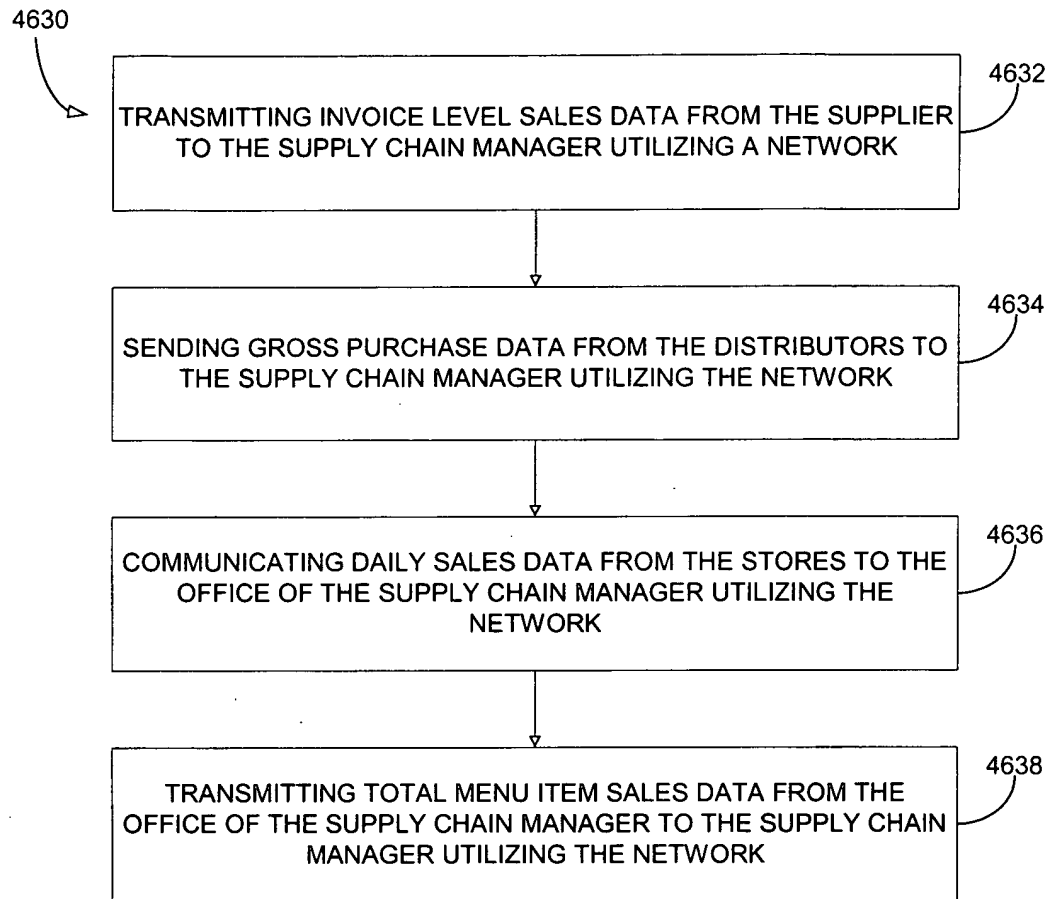 4630
4632
TRANSMITTING INVOICE LEVEL SALES DATA FROM THE SUPPLIER
TO THE SUPPLY CHAIN MANAGER UTILIZING A NETWORK
4634
SENDING GROSS PURCHASE DATA FROM THE DISTRIBUTORS TO
THE SUPPLY CHAIN MANAGER UTILIZING THE NETWORK
4636
COMMUNICATING DAILY SALES DATA FROM THE STORES TO THE
OFFICE OF THE SUPPLY CHAIN MANAGER UTILIZING THE
NETWORK
4638
TRANSMITTING TOTAL MENU ITEM SALES DATA FROM THE
OFFICE OF THE SUPPLY CHAIN MANAGER TO THE SUPPLY CHAIN
MANAGER UTILIZING THE NETWORK